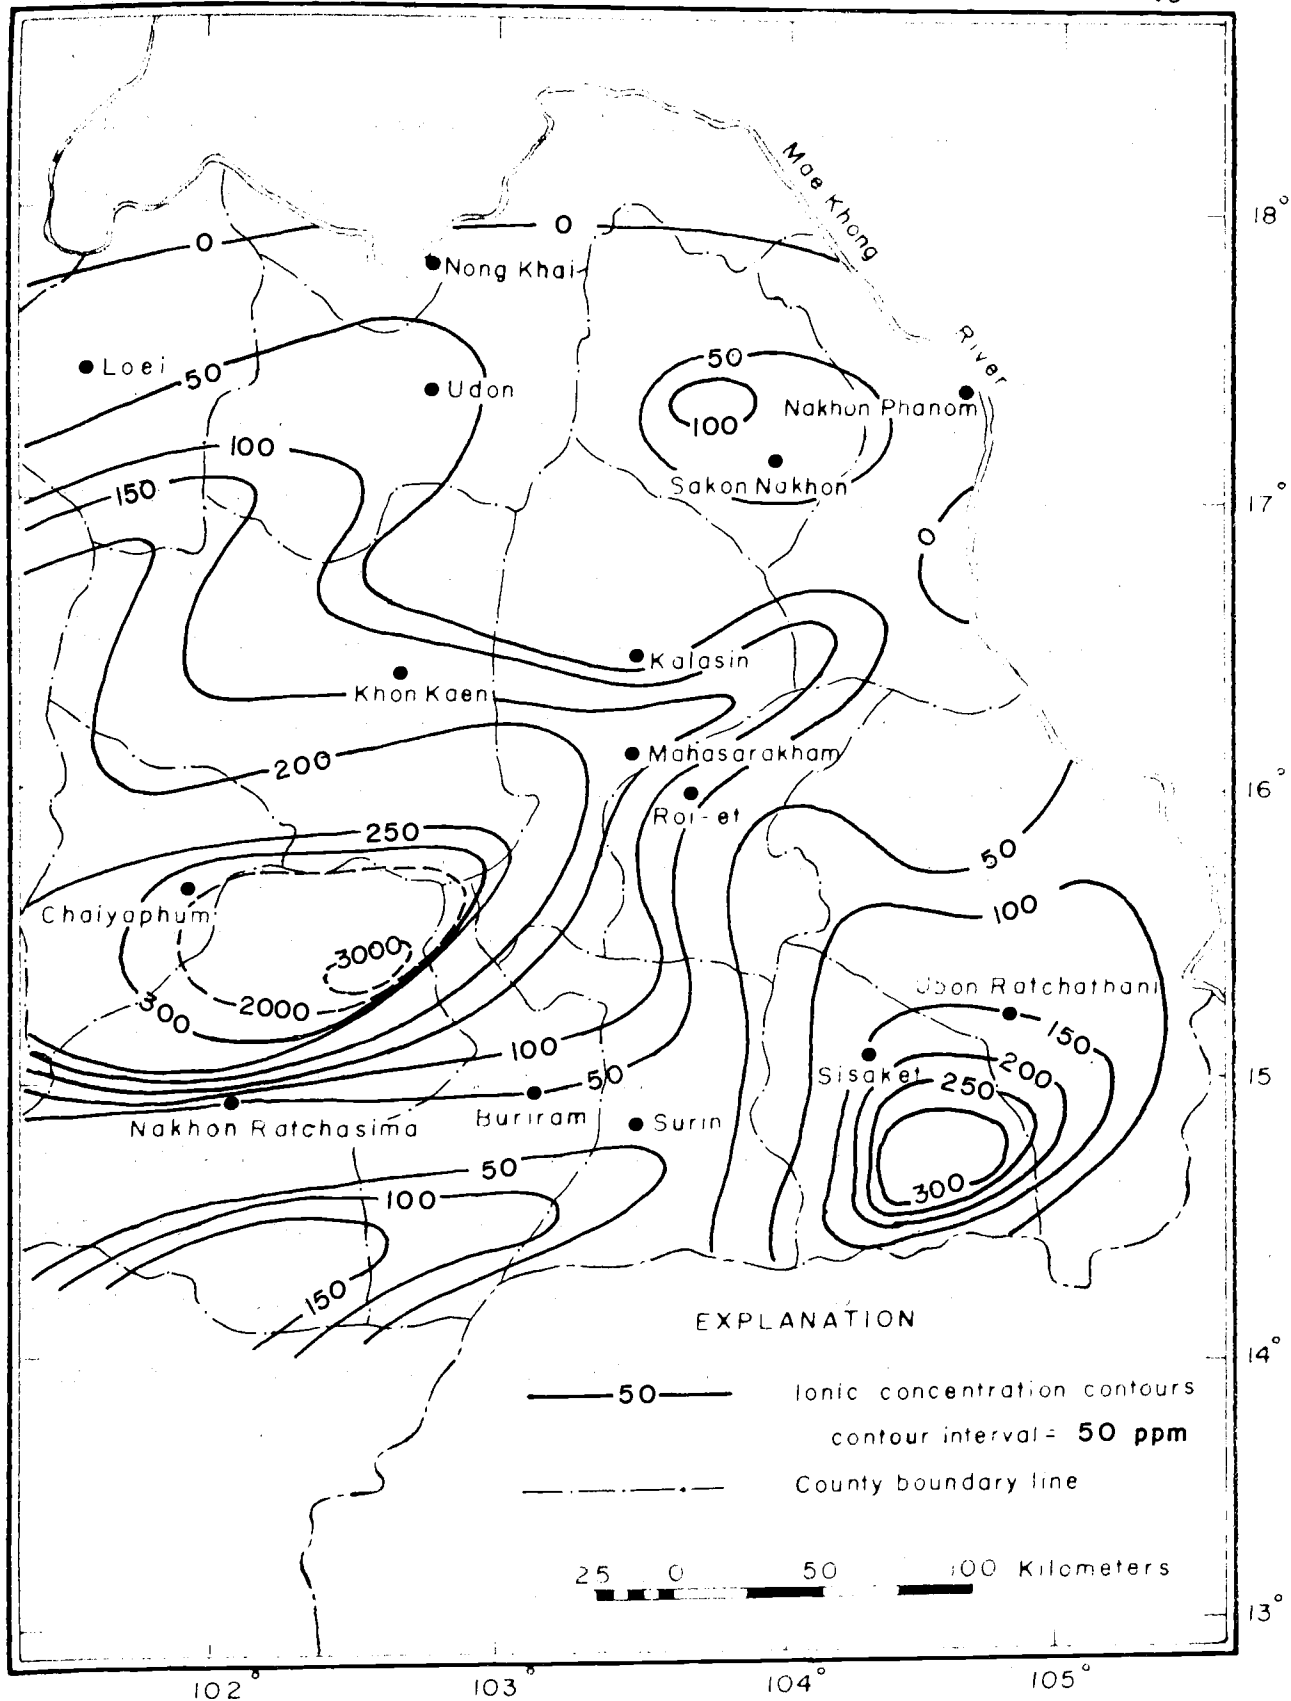 Mae Khong
18°
0
0
Nong Khai
River
50
Loei
50
Udon
Nakhon Phanom
100
100
Sakon Nakhon
150
17°
0
Kalasin
Khon Kaen
Mahasarakham
200
16°
Roi-et
250
50
Chaiyaphum
100
3000
Ubon Ratchathani
2000
300
150
100
200
15°
50
Sisaket
250
Nakhon Ratchasima
Buriram
Surin
50
100
300
150
EXPLANATION
14°
50
Ionic concentration contours
contour interval= 50 ppm
County boundary line
25 0 50 100 Kilometers
13°
102° 103° 104° 105°